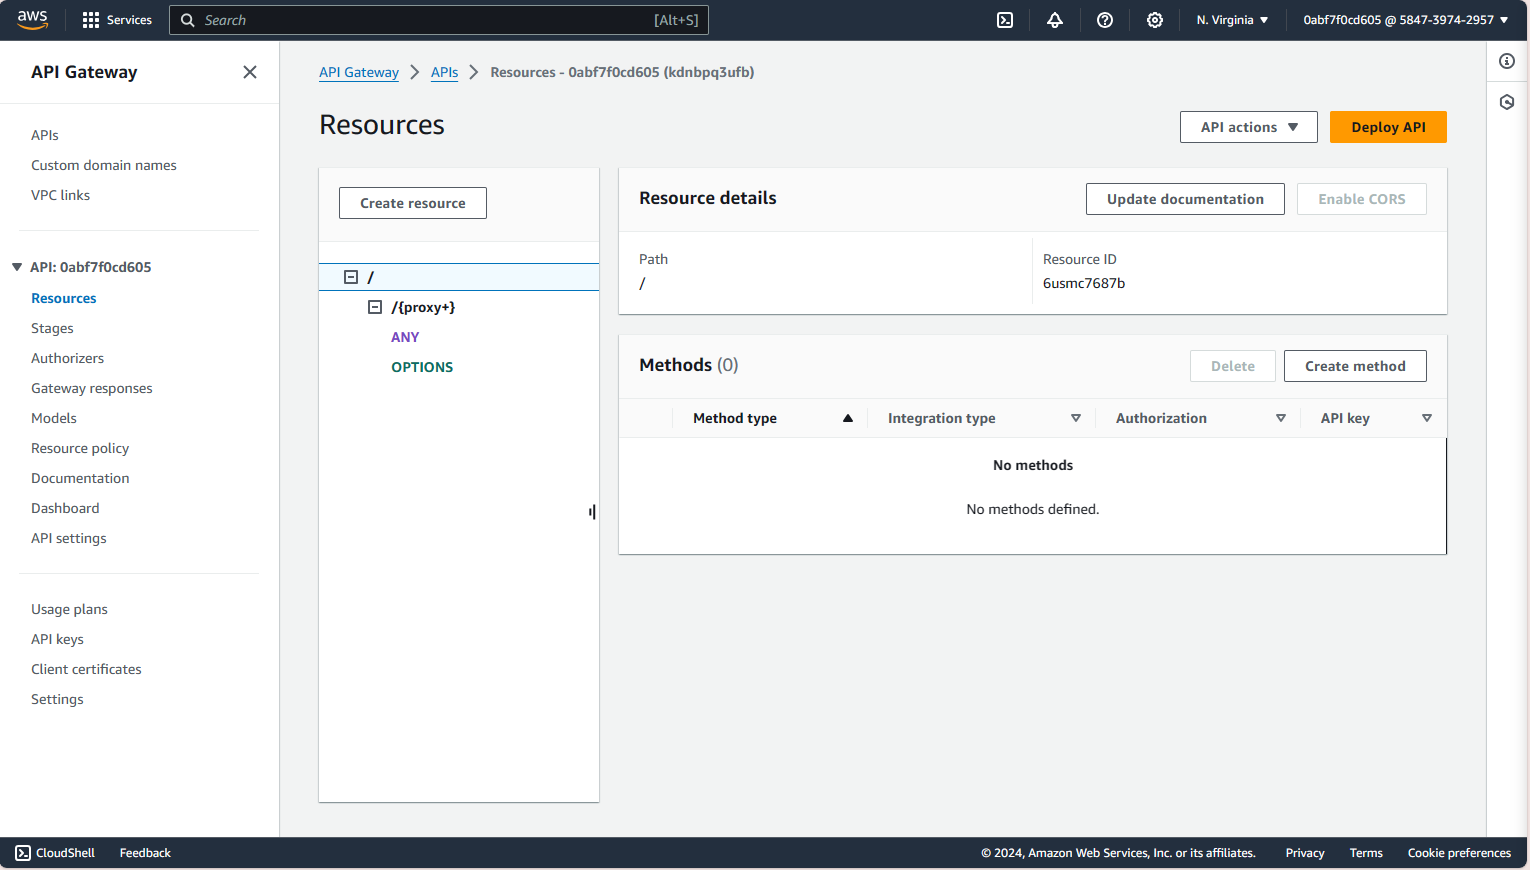 aws
Services
Search
[Alt+S]
N. Virginia
0abf7f0cd605 @ 5847-3974-2957
API Gateway
APIs
Custom domain names
VPC links
API: 0abf7f0cd605
Resources
Stages
Authorizers
Gateway responses
Models
Resource policy
Documentation
Dashboard
API settings
Usage plans
API keys
Client certificates
Settings
API Gateway
APIs
Resources - 0abf7f0cd605 (kdnbpq3ufb)
Resources
API actions
Deploy API
Create resource
/
/{proxy+}
ANY
OPTIONS
Resource details
Update documentation
Enable CORS
Path
/
Resource ID
6usmc7687b
Methods (0)
Delete
Create method
Method type
Integration type
Authorization
API key
No methods
No methods defined.
CloudShell
Feedback
© 2024, Amazon Web Services, Inc. or its affiliates.
Privacy
Terms
Cookie preferences